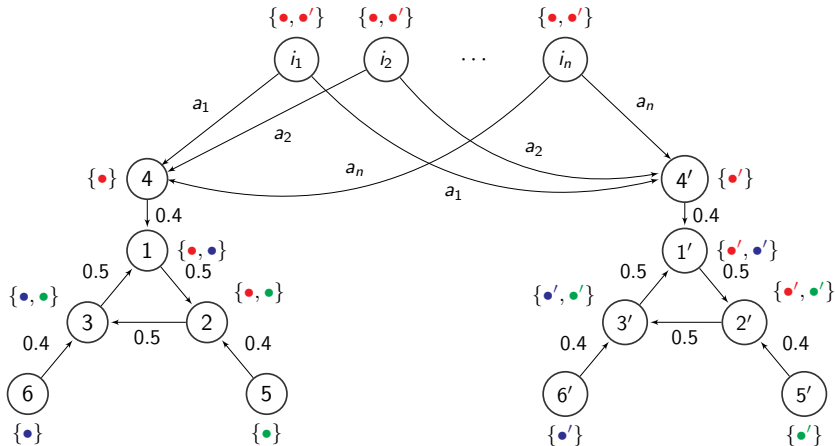 {•, •′} {•, •′} {•, •′}
i₁ i₂ ⋯ iₙ
a₁ a₂ aₙ aₙ a₂ a₁
{•} 4 4′ {•′}
0.4 0.4
1 {•, •} 1′ {•′, •′}
0.5 0.5 0.5 0.5
{•, •} {•, •} {•′, •′} {•′, •′}
3 2 3′ 2′
0.5 0.5
0.4 0.4 0.4 0.4
6 5 6′ 5′
{•} {•} {•′} {•′}